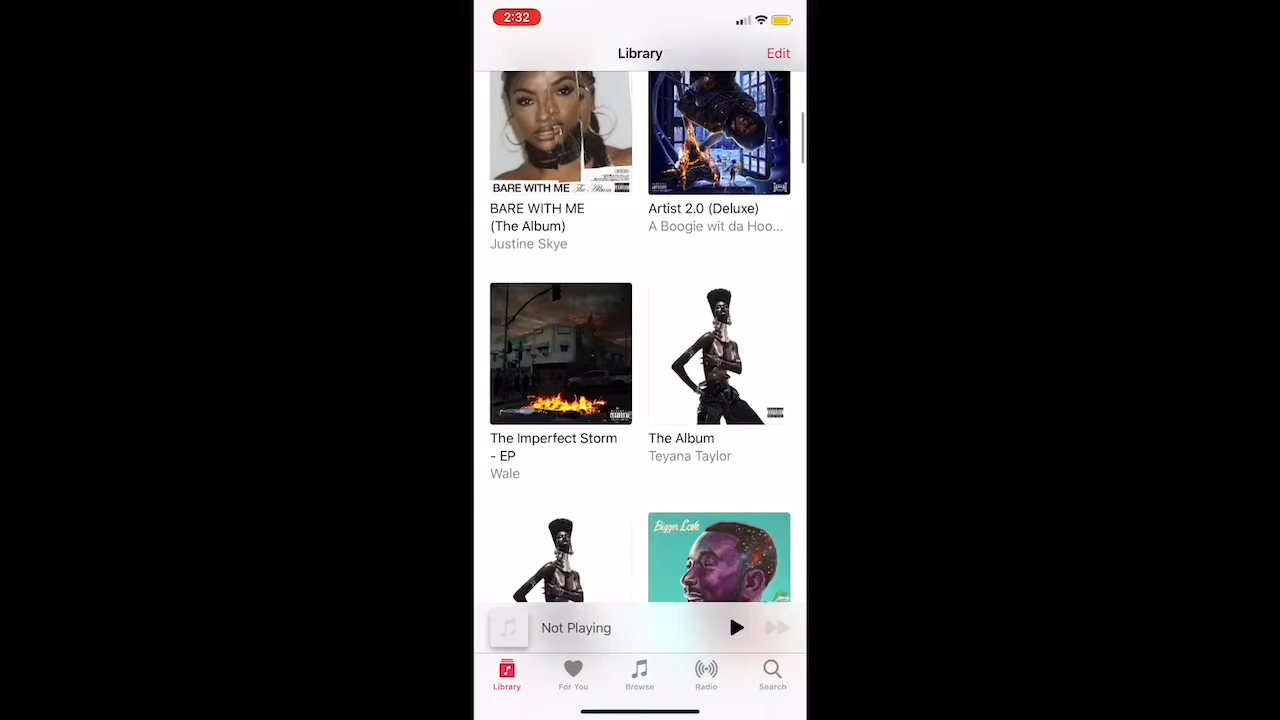 2:32
Library
Edit
BARE WITH ME The Album
BARE WITH ME
(The Album)
Justine Skye
Artist 2.0 (Deluxe)
A Boogie wit da Hoo...
The Imperfect Storm
- EP
Wale
The Album
Teyana Taylor
Bigger Love
Not Playing
Library
For You
Browse
Radio
Search